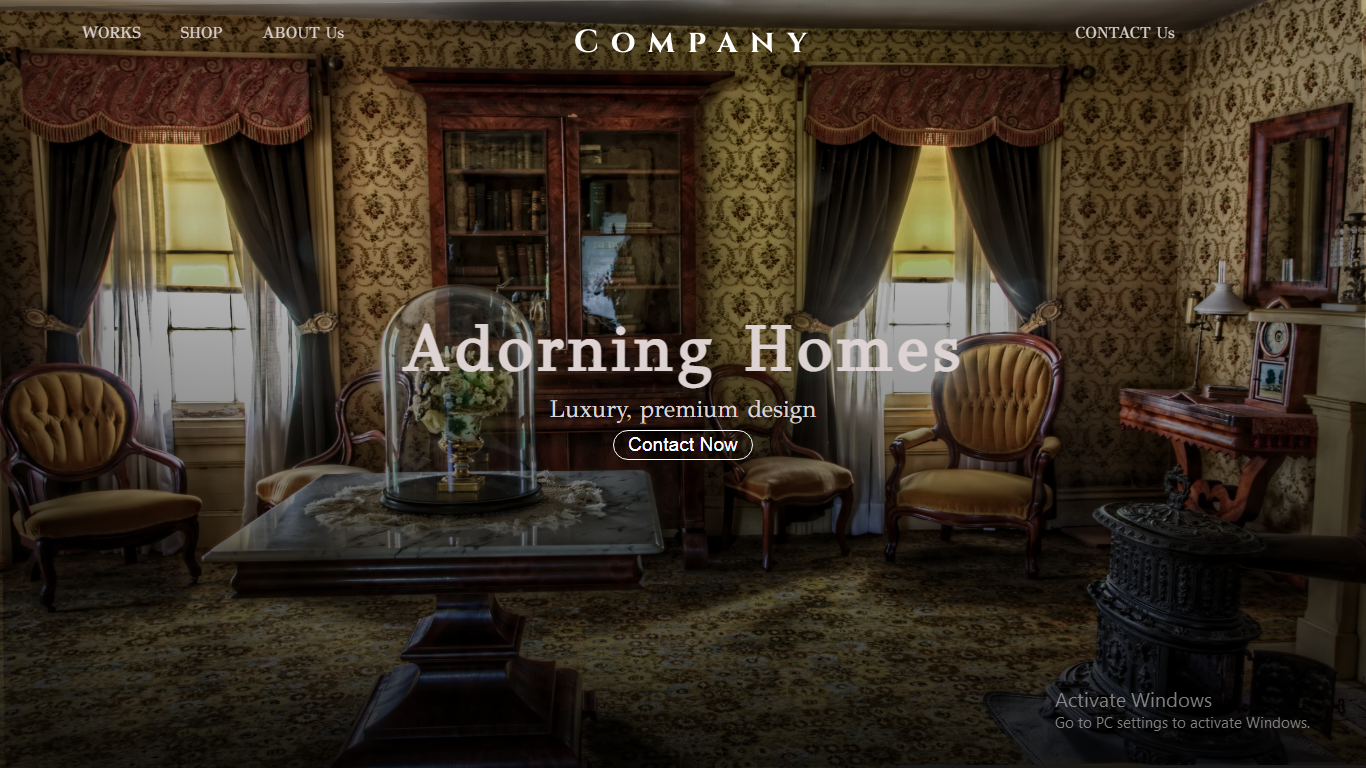 WORKS SHOP ABOUT Us COMPANY CONTACT Us
Adorning Homes
Luxury, premium design
Contact Now
Activate Windows
Go to PC settings to activate Windows.